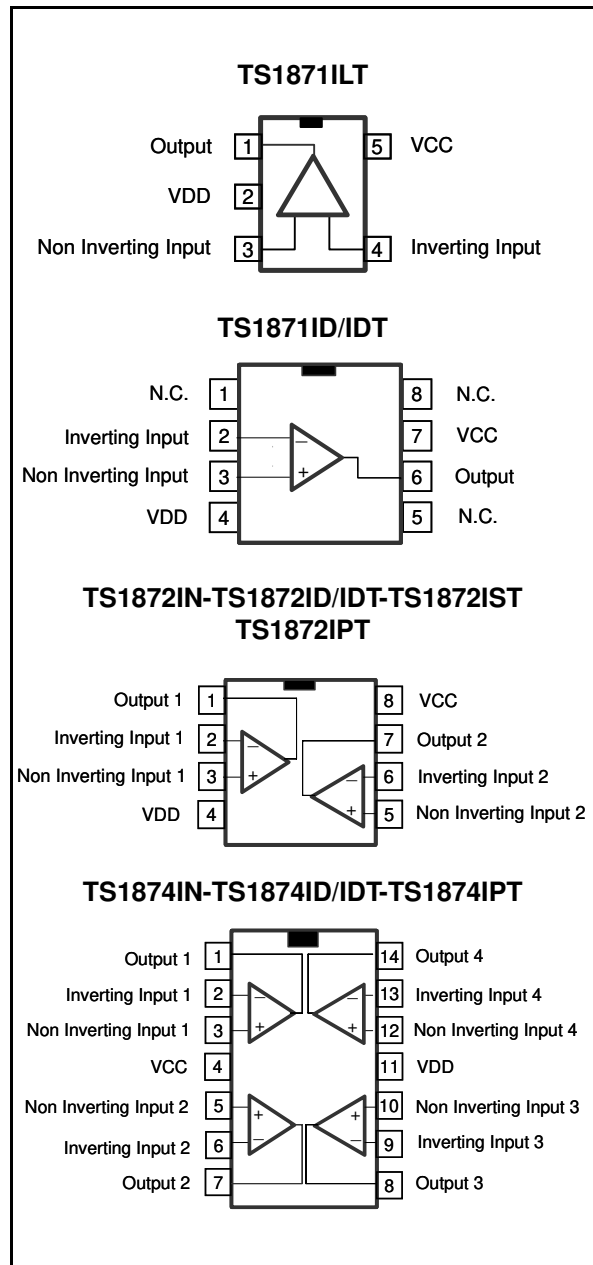 TS1871ILT
Output 1 5 VCC
VDD 2
Non Inverting Input 3 4 Inverting Input
TS1871ID/IDT
N.C. 1 8 N.C.
Inverting Input 2 − 7 VCC
Non Inverting Input 3 + 6 Output
VDD 4 5 N.C.
TS1872IN-TS1872ID/IDT-TS1872IST
TS1872IPT
Output 1 1 8 VCC
Inverting Input 1 2 − 7 Output 2
Non Inverting Input 1 3 + − 6 Inverting Input 2
VDD 4 + 5 Non Inverting Input 2
TS1874IN-TS1874ID/IDT-TS1874IPT
Output 1 1 14 Output 4
Inverting Input 1 2 − − 13 Inverting Input 4
Non Inverting Input 1 3 + + 12 Non Inverting Input 4
VCC 4 11 VDD
Non Inverting Input 2 5 + + 10 Non Inverting Input 3
Inverting Input 2 6 − − 9 Inverting Input 3
Output 2 7 8 Output 3